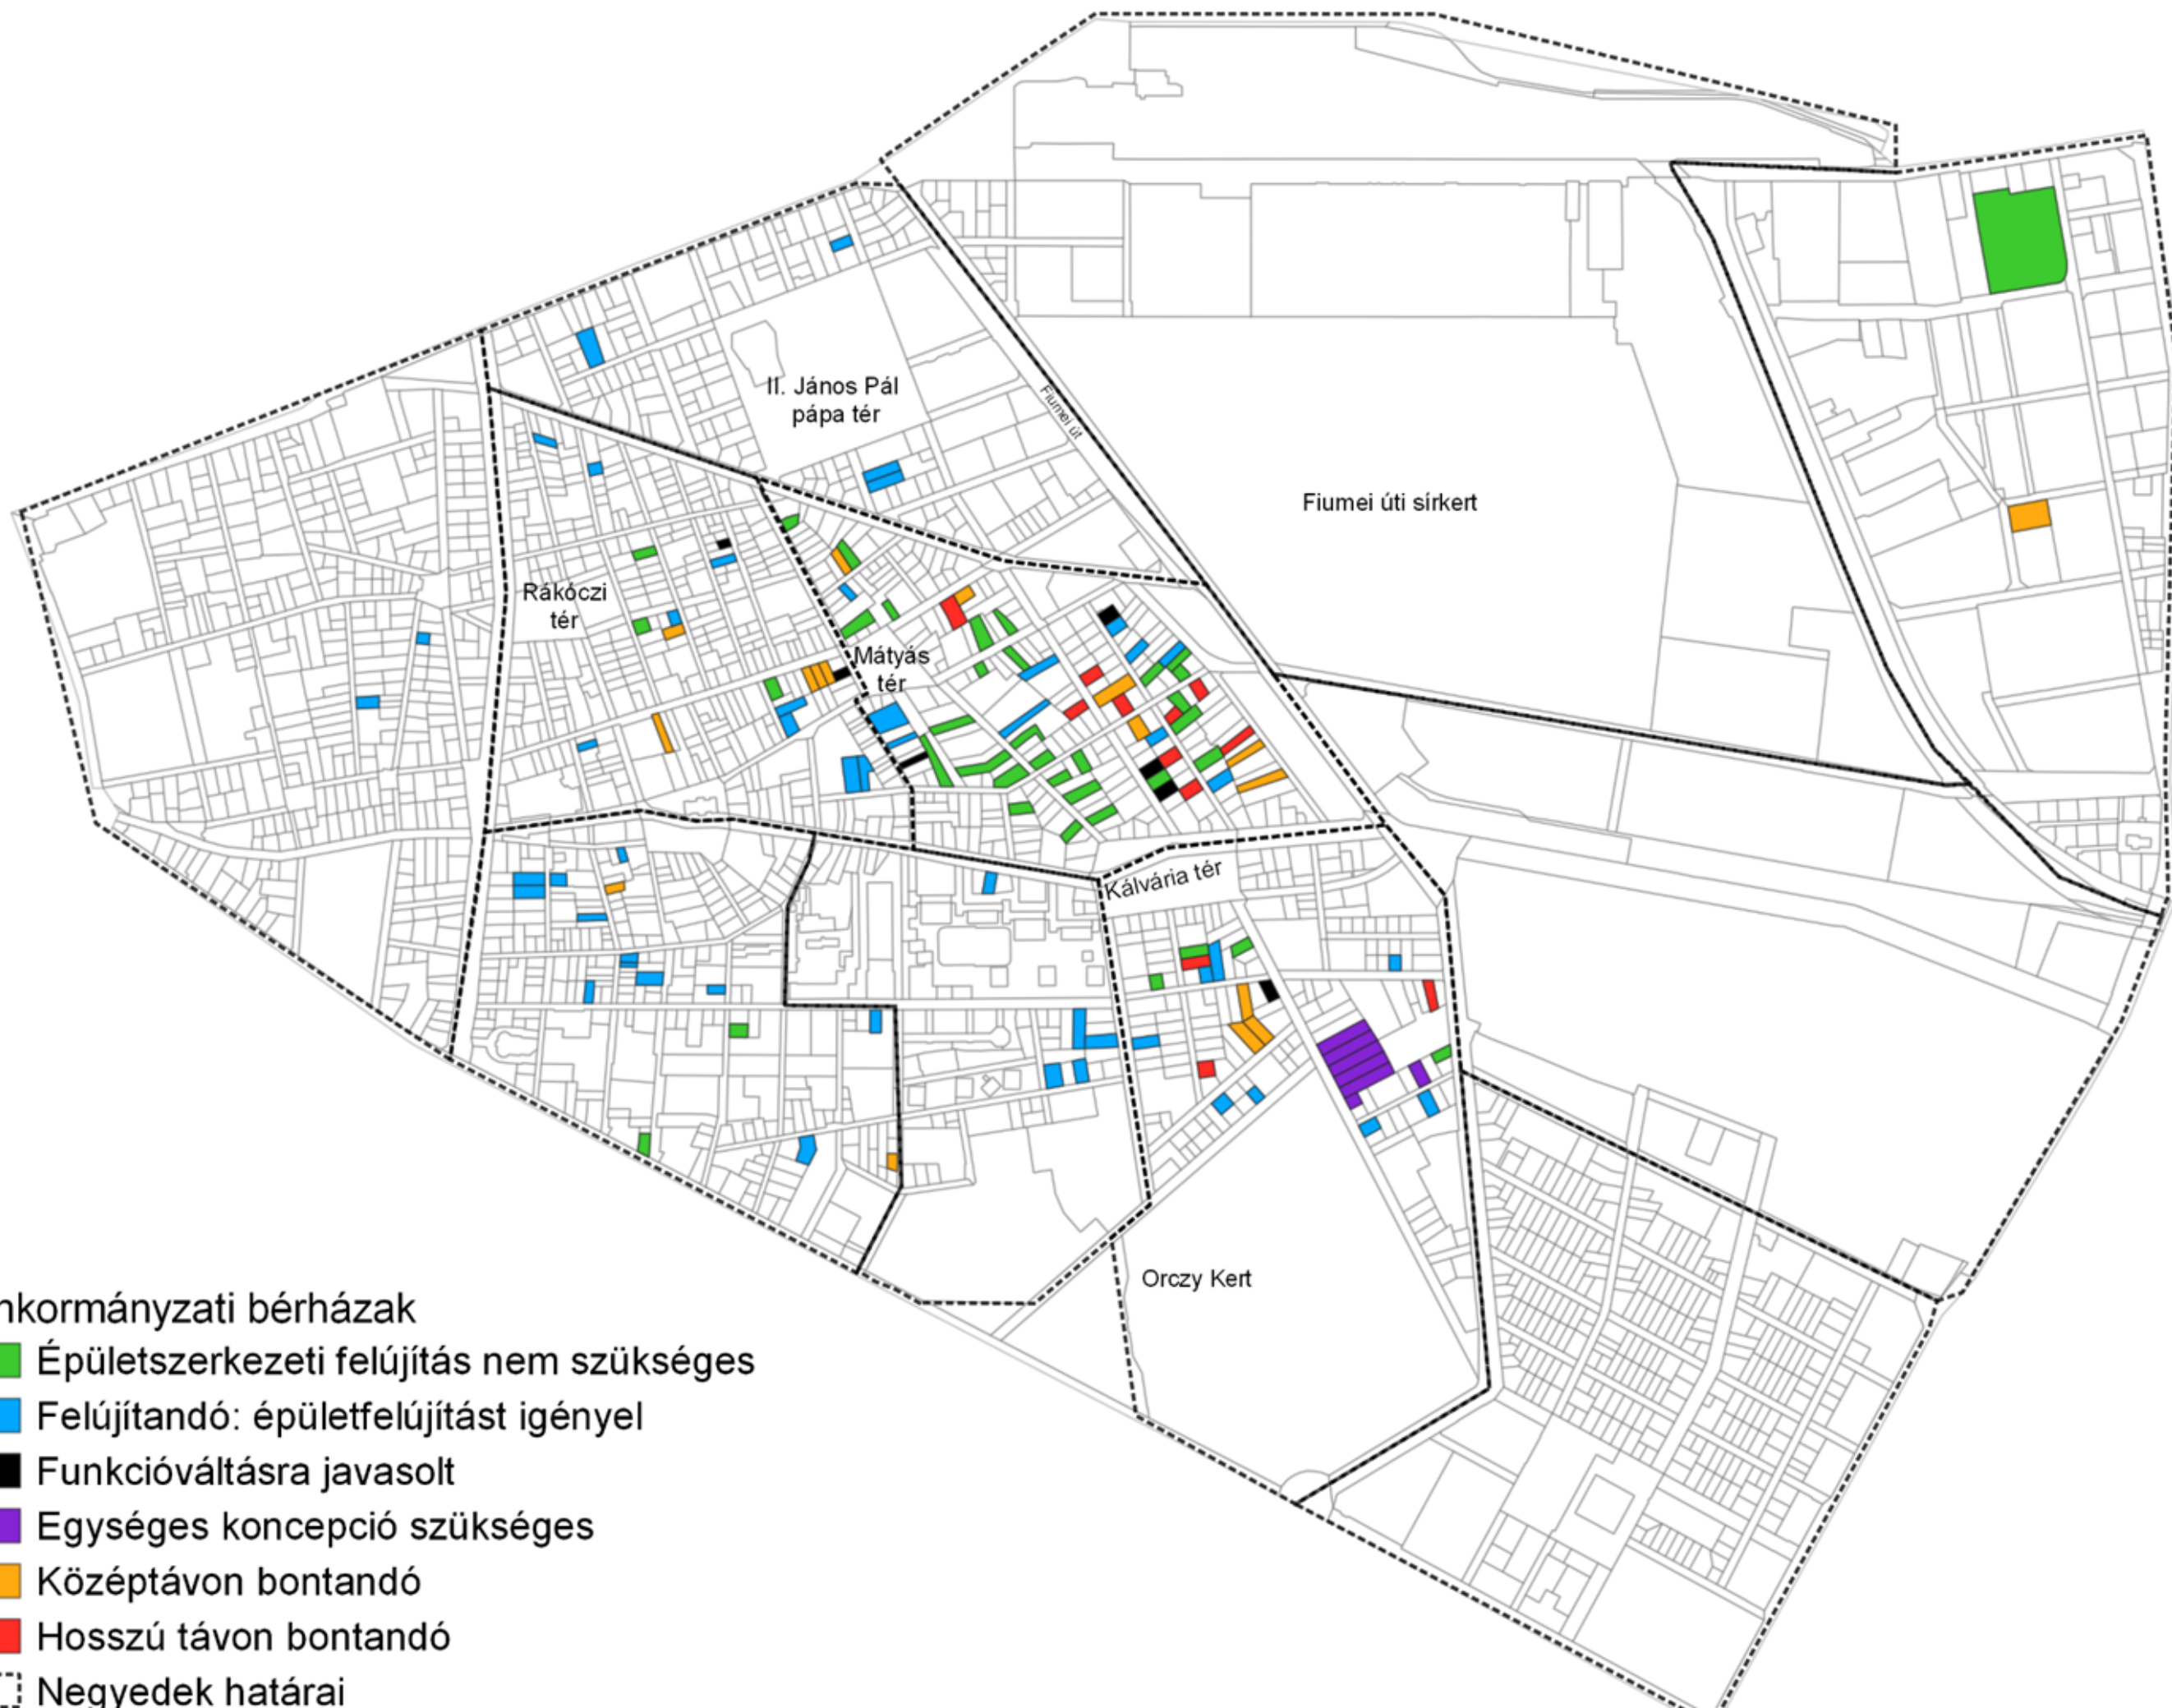 II. János Pál
pápa tér
Fiumei út
Fiumei úti sírkert
Rákóczi
tér
Mátyás
tér
Kálvária tér
Orczy Kert
nkormányzati bérházak
Épületszerkezeti felújítás nem szükséges
Felújítandó: épületfelújítást igényel
Funkcióváltásra javasolt
Egységes koncepció szükséges
Középtávon bontandó
Hosszú távon bontandó
Negyedek határai